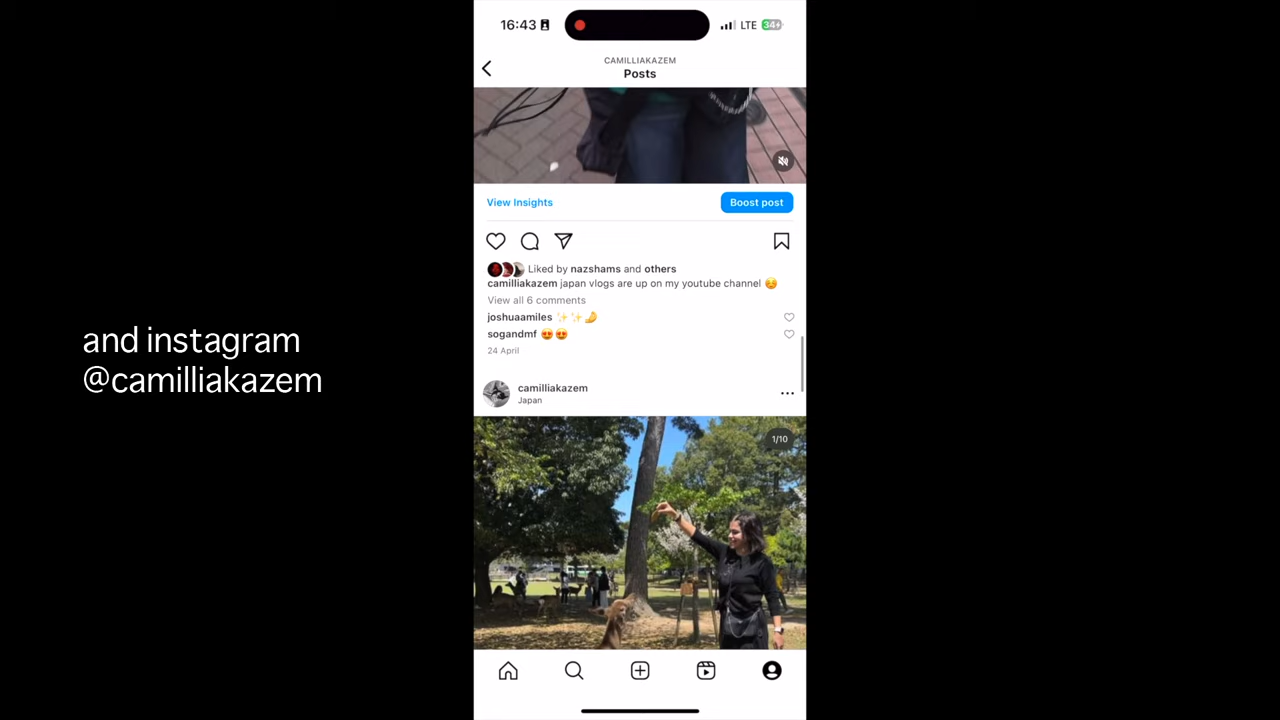 16:43
LTE
34+
CAMILLIAKAZEM
Posts
View Insights
Boost post
Liked by nazshams and others
camilliakazem japan vlogs are up on my youtube channel ☺️
View all 6 comments
joshuaamiles ✨ ✨ 🤌
sogandmf 😍 😍
24 April
and instagram
@camilliakazem
camilliakazem
Japan
1/10